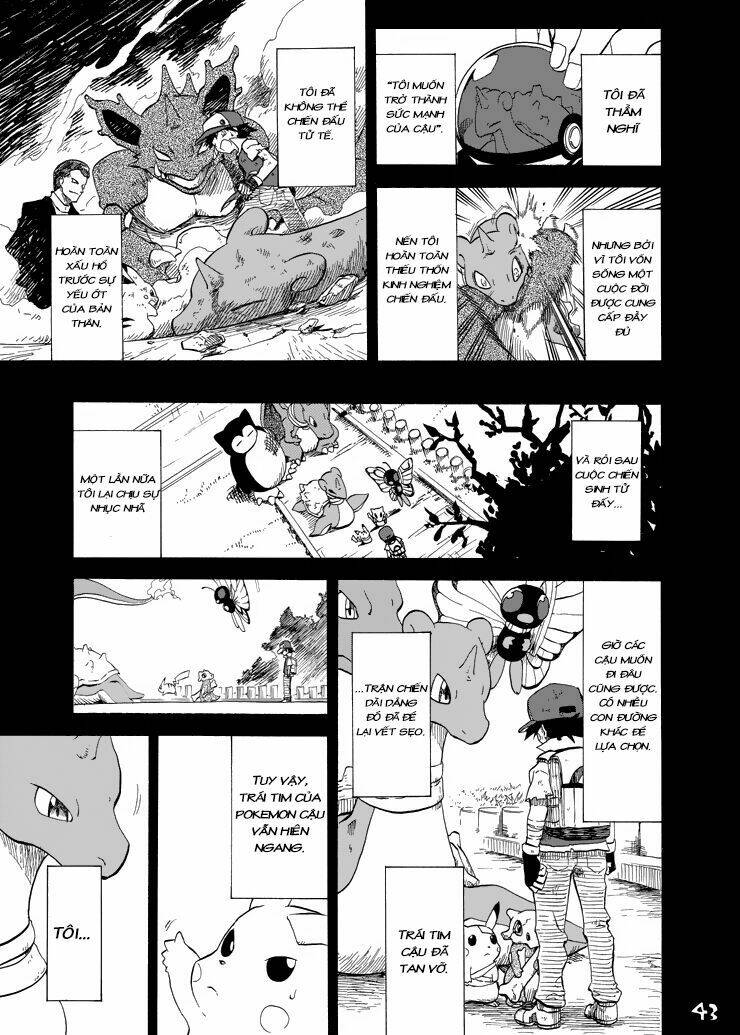 TÔI ĐÃ
THẦM
NGHĨ
"TÔI MUỐN
TRỞ THÀNH
SỨC MẠNH
CỦA CẬU".
NHƯNG BỞI
VÌ TÔI VỐN
SỐNG MỘT
CUỘC ĐỜI
ĐƯỢC CUNG
CẤP ĐẦY
ĐỦ
NÊN TÔI
HOÀN TOÀN
THIẾU THỐN
KINH NGHIỆM
CHIẾN ĐẤU.
TÔI ĐÃ
KHÔNG THỂ
CHIẾN ĐẤU
TỬ TẾ.
HOÀN TOÀN
XẤU HỔ
TRƯỚC SỰ
YẾU ỚT
CỦA BẢN
THÂN.
VÀ RỒI SAU
CUỘC CHIẾN
SINH TỬ
ĐẤY...
MỘT LẦN NỮA
TÔI LẠI CHỊU SỰ
NHỤC NHÃ
GIỜ CÁC
CẬU MUỐN
ĐI ĐÂU
CŨNG ĐƯỢC.
CÓ NHIỀU
CON ĐƯỜNG
KHÁC ĐỂ
LỰA CHỌN.
...TRẬN CHIẾN
DÀI DÁNG
ĐÓ ĐÃ ĐỂ
LẠI VẾT SẸO.
TRÁI TIM
CẬU ĐÃ
TAN VỠ.
TUY VẬY,
TRÁI TIM CỦA
POKEMON CẬU
VẪN HIÊN
NGANG.
TÔI...
43